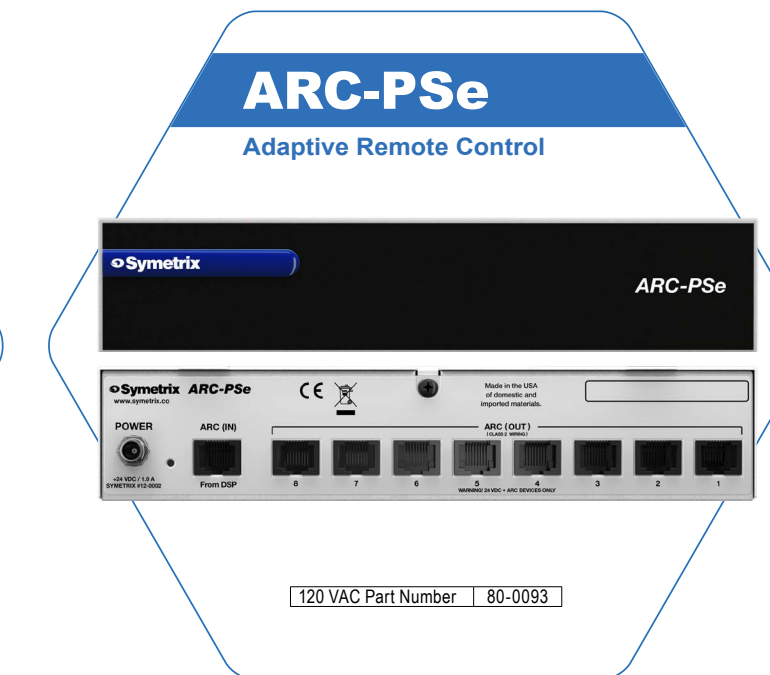 ARC-PSe
Adaptive Remote Control
Symetrix
ARC-PSe
Symetrix ARC-PSe
www.symetrix.co
CE
Made in the USA
of domestic and
imported materials.
POWER
ARC (IN)
ARC (OUT)
(CLASS 2 WIRING)
+24 VDC / 1.0 A
SYMETRIX #12-0002
From DSP
8 7 6 5 4 3 2 1
WARNING! 24 VDC - ARC DEVICES ONLY
120 VAC Part Number 80-0093